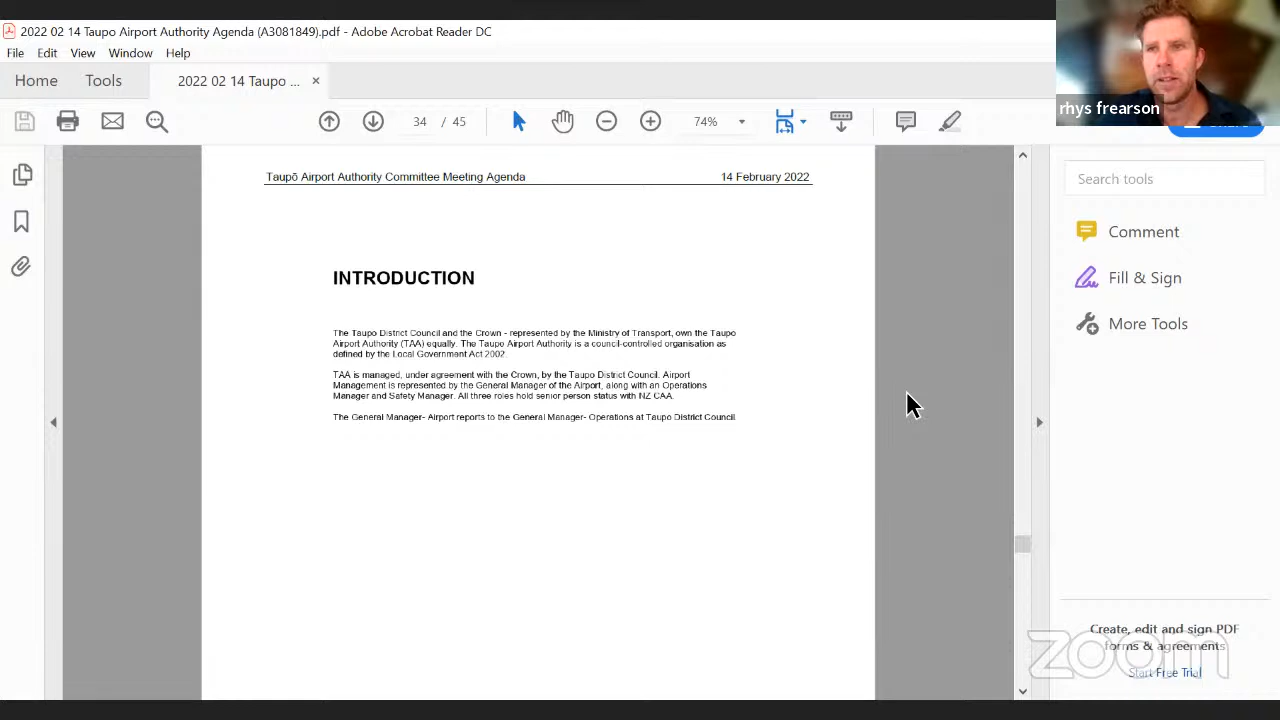 2022 02 14 Taupo Airport Authority Agenda (A3081849).pdf - Adobe Acrobat Reader DC
File Edit View Window Help
Home Tools 2022 02 14 Taupo ... ×
34 / 45 74%
rhys frearson
Search tools
Comment
Fill & Sign
More Tools
Taupō Airport Authority Committee Meeting Agenda 14 February 2022
INTRODUCTION
The Taupo District Council and the Crown - represented by the Ministry of Transport, own the Taupo
Airport Authority (TAA) equally. The Taupo Airport Authority is a council-controlled organisation as
defined by the Local Government Act 2002.
TAA is managed, under agreement with the Crown, by the Taupo District Council. Airport
Management is represented by the General Manager of the Airport, along with an Operations
Manager and Safety Manager. All three roles hold senior person status with NZ CAA.
The General Manager- Airport reports to the General Manager- Operations at Taupo District Council.
Create, edit and sign PDF
forms & agreements
Start Free Trial
zoom